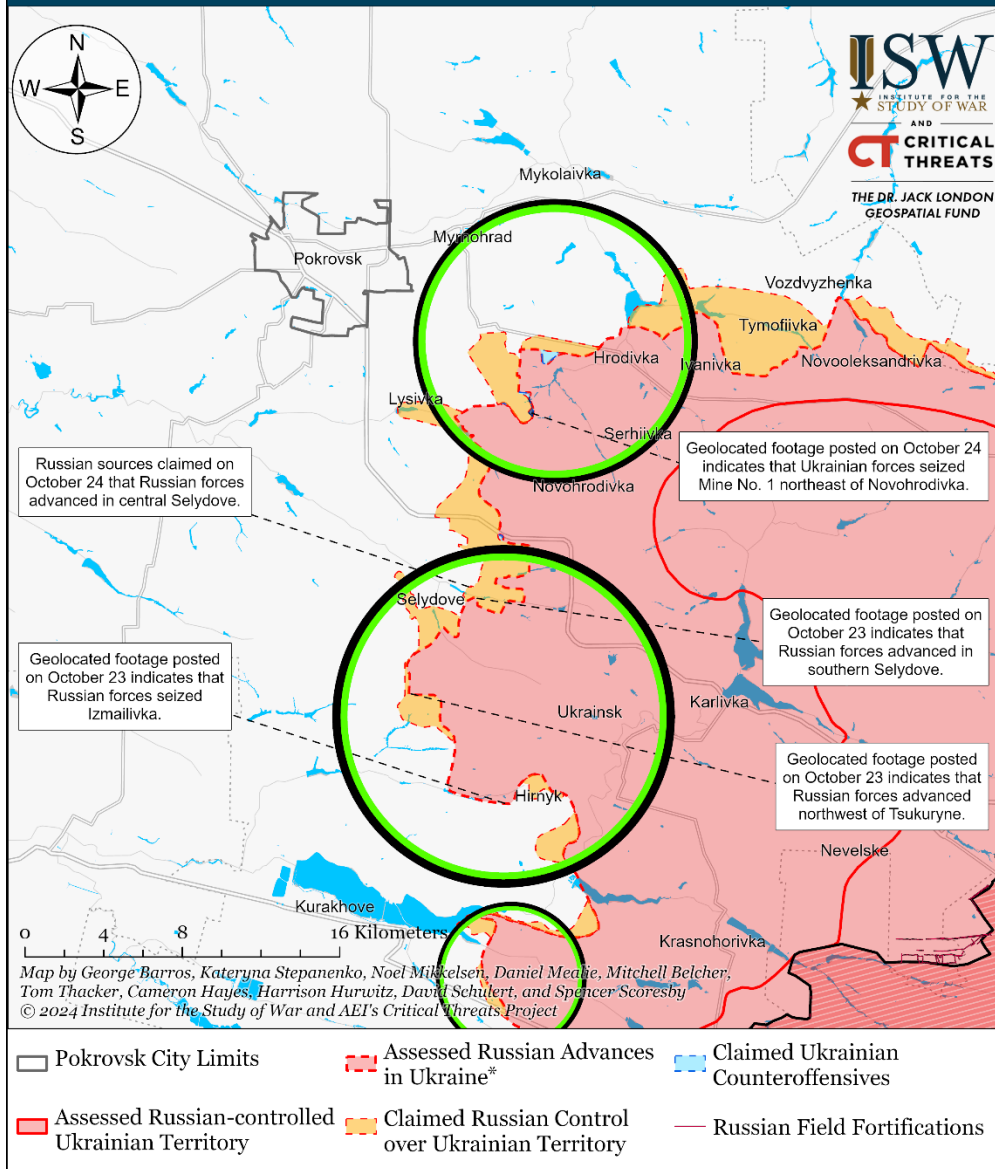 N
W E
S
ISW
INSTITUTE FOR THE
STUDY OF WAR
AND
CT CRITICAL
THREATS
THE DR. JACK LONDON
GEOSPATIAL FUND
Mykolaivka
Myrnohrad
Pokrovsk
Vozdvyzhenka
Tymofiivka
Hrodivka
Ivanivka
Novooleksandrivka
Lysivka
Serhiivka
Geolocated footage posted on October 24
indicates that Ukrainian forces seized
Mine No. 1 northeast of Novohrodivka.
Russian sources claimed on
October 24 that Russian forces
advanced in central Selydove.
Novohrodivka
Selydove
Geolocated footage posted on
October 23 indicates that
Russian forces advanced in
southern Selydove.
Geolocated footage posted
on October 23 indicates that
Russian forces seized
Izmailivka.
Karlivka
Ukrainsk
Geolocated footage posted
on October 23 indicates that
Russian forces advanced
northwest of Tsukuryne.
Hirnyk
Nevelske
Kurakhove
Krasnohorivka
0 4 8 16 Kilometers
Map by George Barros, Kateryna Stepanenko, Noel Mikkelsen, Daniel Mealie, Mitchell Belcher,
Tom Thacker, Cameron Hayes, Harrison Hurwitz, David Schulert, and Spencer Scoresby
© 2024 Institute for the Study of War and AEI's Critical Threats Project
Pokrovsk City Limits
Assessed Russian-controlled
Ukrainian Territory
Assessed Russian Advances
in Ukraine*
Claimed Russian Control
over Ukrainian Territory
Claimed Ukrainian
Counteroffensives
Russian Field Fortifications